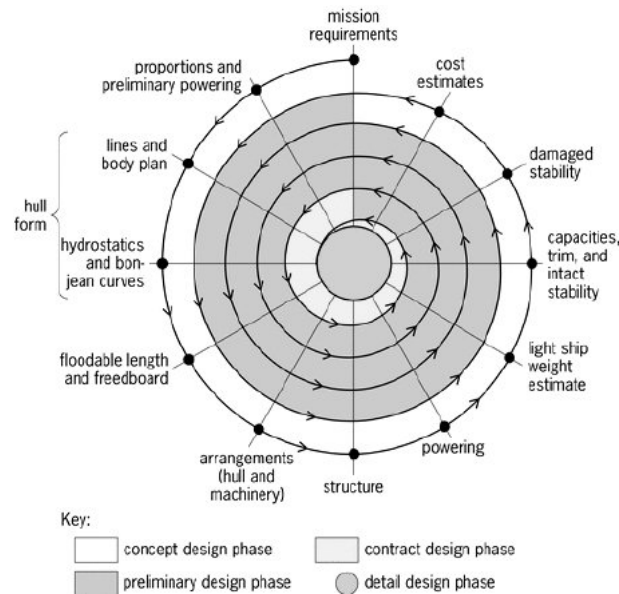 mission
requirements
proportions and
preliminary powering
cost
estimates
lines and
body plan
damaged
stability
hull
form
hydrostatics
and bon-
jean curves
capacities,
trim, and
intact
stability
floodable length
and freedboard
light ship
weight
estimate
arrangements
(hull and
machinery)
structure
powering
Key:
concept design phase
contract design phase
preliminary design phase
detail design phase